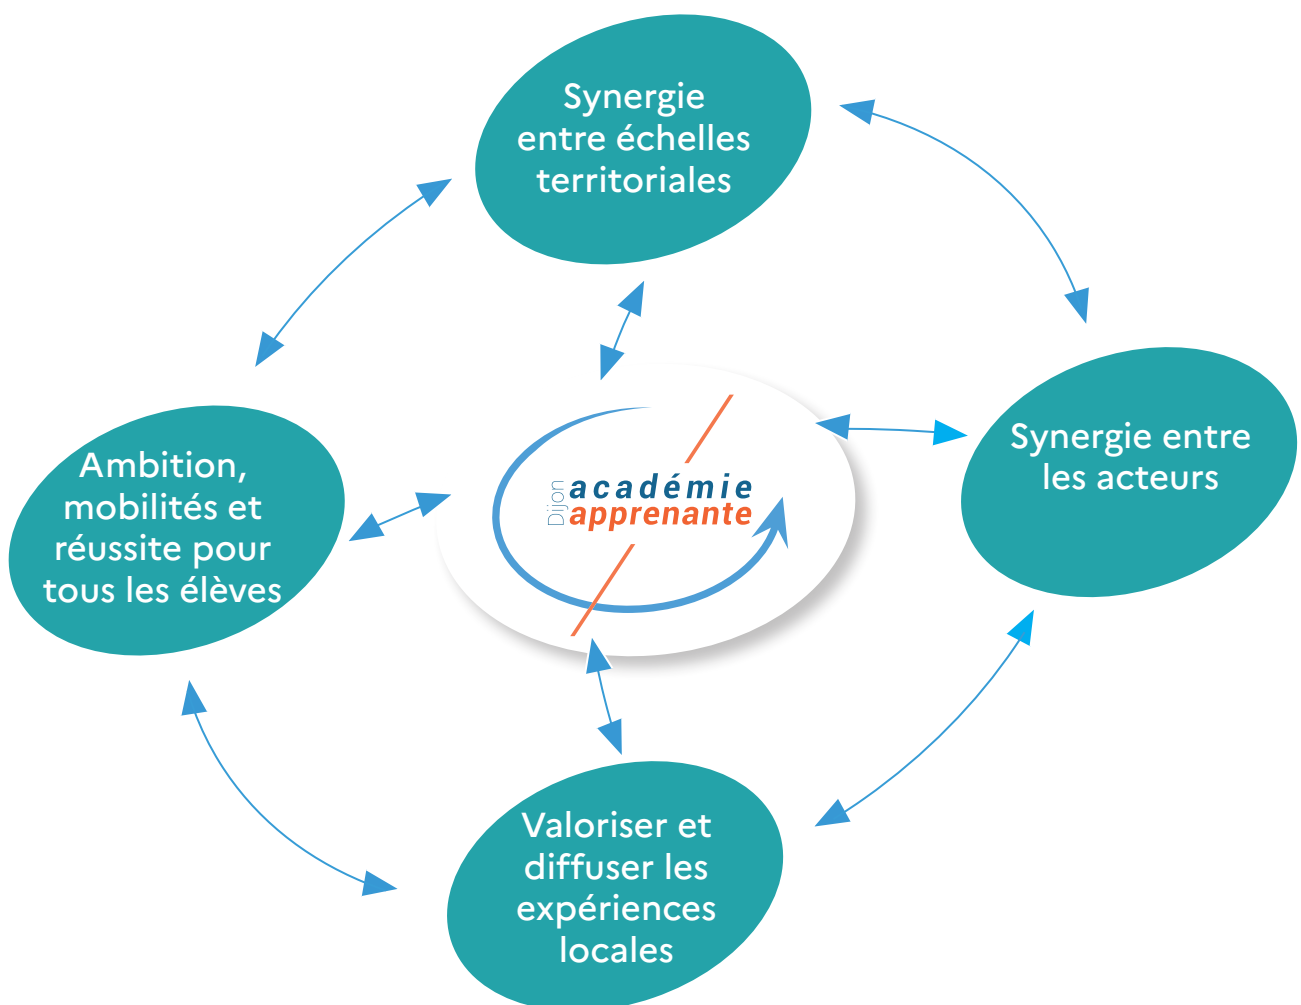 Synergie
entre échelles
territoriales
Synergie entre
les acteurs
Ambition,
mobilités et
réussite pour
tous les élèves
Dijon
académie
apprenante
Valoriser et
diffuser les
expériences
locales